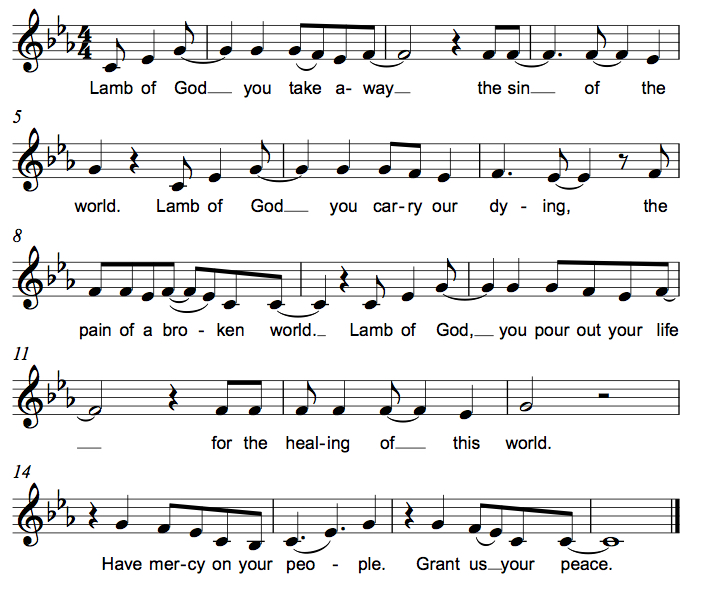 4
4
Lamb of God you take a- way the sin of the
5
world. Lamb of God you car-ry our dy - ing, the
8
pain of a bro - ken world. Lamb of God, you pour out your life
11
for the heal-ing of this world.
14
Have mer-cy on your peo - ple. Grant us your peace.